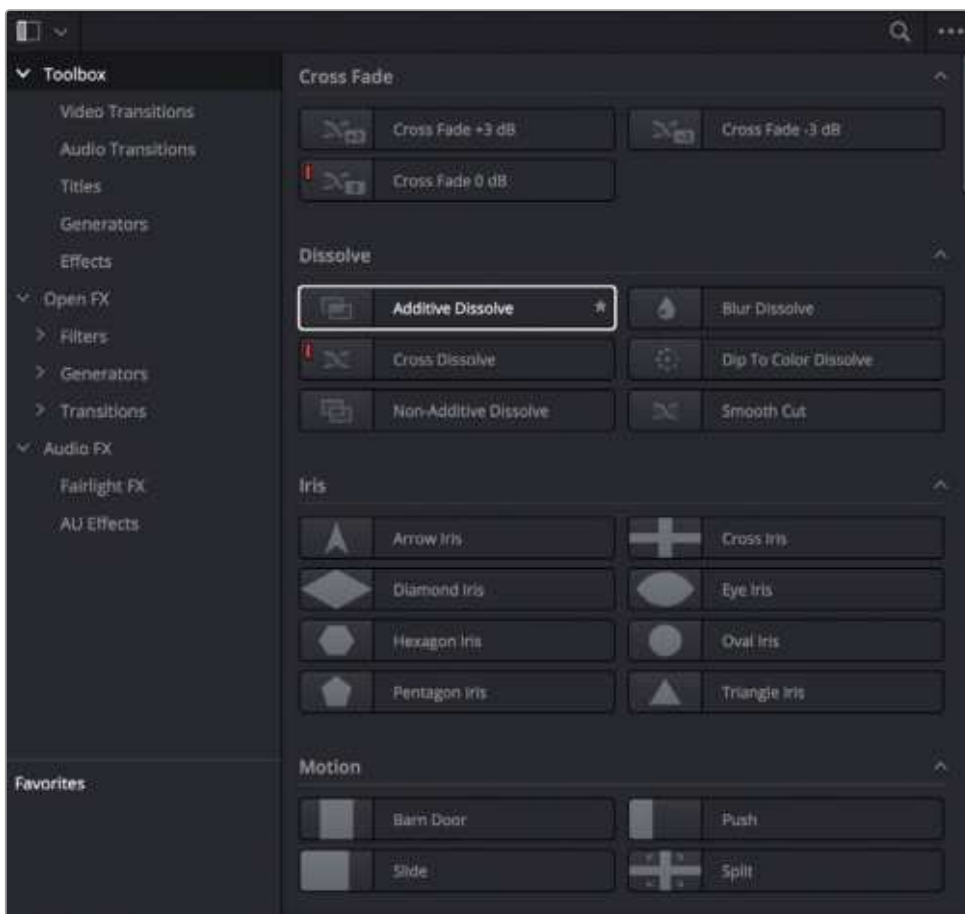 Toolbox
Video Transitions
Audio Transitions
Titles
Generators
Effects
Open FX
Filters
Generators
Transitions
Audio FX
Fairlight FX
AU Effects
Favorites
Cross Fade
Cross Fade +3 dB
Cross Fade -3 dB
Cross Fade 0 dB
Dissolve
Additive Dissolve
Blur Dissolve
Cross Dissolve
Dip To Color Dissolve
Non-Additive Dissolve
Smooth Cut
Iris
Arrow Iris
Cross Iris
Diamond Iris
Eye Iris
Hexagon Iris
Oval Iris
Pentagon Iris
Triangle Iris
Motion
Barn Door
Push
Slide
Split